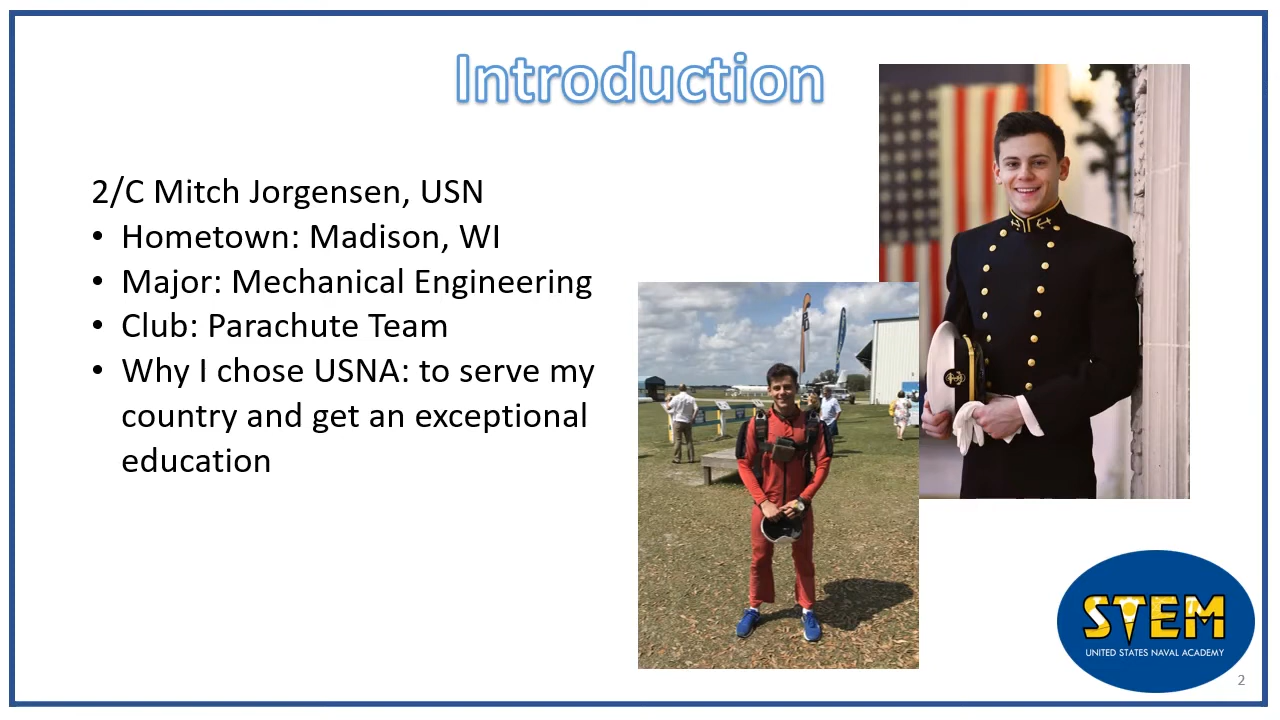 Introduction
2/C Mitch Jorgensen, USN
• Hometown: Madison, WI
• Major: Mechanical Engineering
• Club: Parachute Team
• Why I chose USNA: to serve my
country and get an exceptional
education
STEM
UNITED STATES NAVAL ACADEMY
2